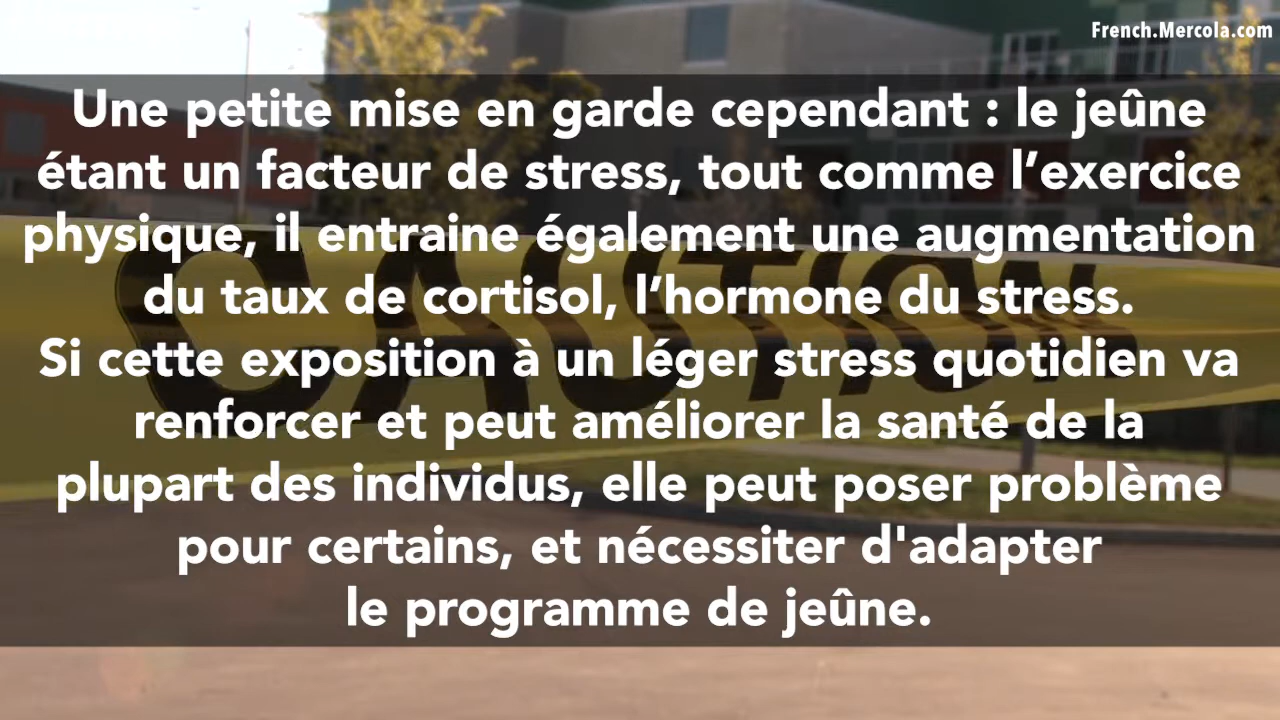 French.Mercola.com
Une petite mise en garde cependant : le jeûne
étant un facteur de stress, tout comme l’exercice
physique, il entraine également une augmentation
du taux de cortisol, l’hormone du stress.
Si cette exposition à un léger stress quotidien va
renforcer et peut améliorer la santé de la
plupart des individus, elle peut poser problème
pour certains, et nécessiter d'adapter
le programme de jeûne.
CAUTION